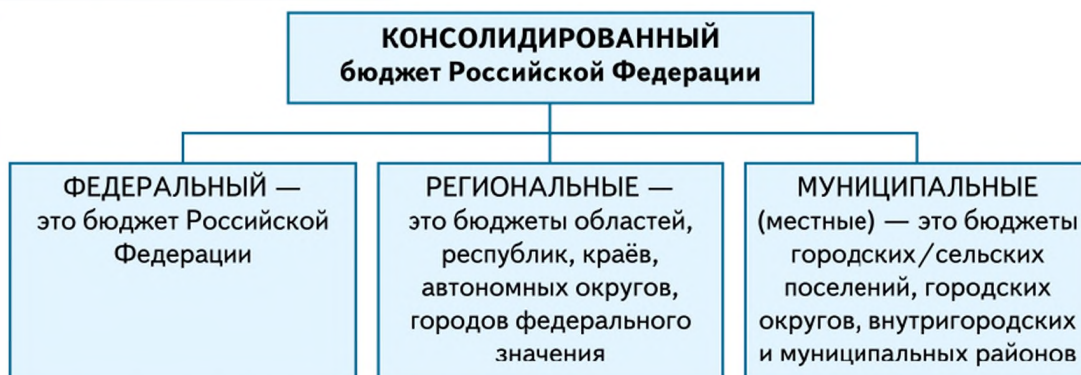 КОНСОЛИДИРОВАННЫЙ
бюджет Российской Федерации
ФЕДЕРАЛЬНЫЙ —
это бюджет Российской
Федерации
РЕГИОНАЛЬНЫЕ —
это бюджеты областей,
республик, краёв,
автономных округов,
городов федерального
значения
МУНИЦИПАЛЬНЫЕ
(местные) — это бюджеты
городских/сельских
поселений, городских
округов, внутригородских
и муниципальных районов